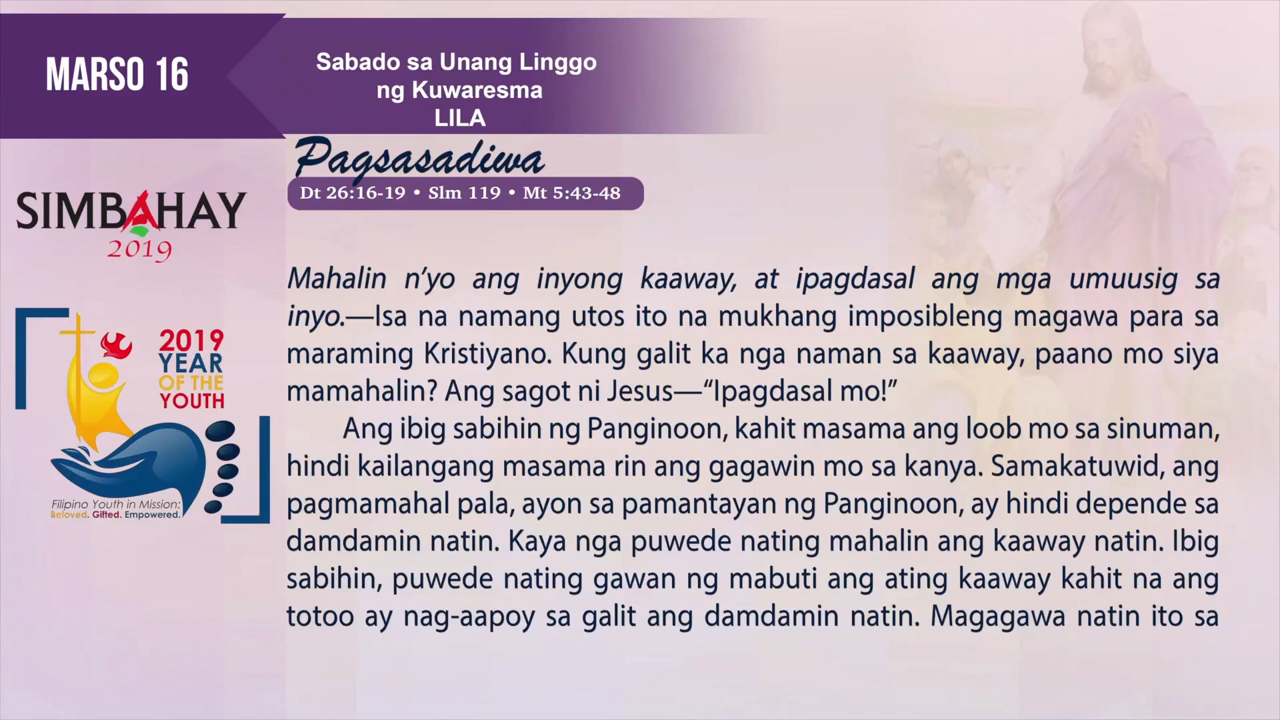 MARSO 16
Sabado sa Unang Linggo
ng Kuwaresma
LILA
Pagsasadiwa
Dt 26:16-19 • Slm 119 • Mt 5:43-48
SIMBAHAY
2019
2019
YEAR
OF THE
YOUTH
Filipino Youth in Mission:
Beloved. Gifted. Empowered.
Mahalin n’yo ang inyong kaaway, at ipagdasal ang mga umuusig sa
inyo.—Isa na namang utos ito na mukhang imposibleng magawa para sa
maraming Kristiyano. Kung galit ka nga naman sa kaaway, paano mo siya
mamahalin? Ang sagot ni Jesus—“Ipagdasal mo!”
Ang ibig sabihin ng Panginoon, kahit masama ang loob mo sa sinuman,
hindi kailangang masama rin ang gagawin mo sa kanya. Samakatuwid, ang
pagmamahal pala, ayon sa pamantayan ng Panginoon, ay hindi depende sa
damdamin natin. Kaya nga puwede nating mahalin ang kaaway natin. Ibig
sabihin, puwede nating gawan ng mabuti ang ating kaaway kahit na ang
totoo ay nag-aapoy sa galit ang damdamin natin. Magagawa natin ito sa